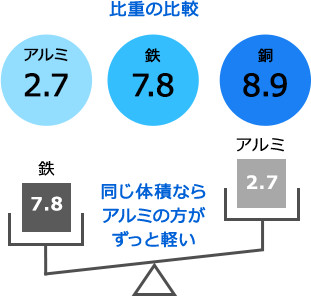 比重の比較
アルミ 鉄 銅
2.7 7.8 8.9
アルミ
鉄
2.7
7.8
同じ体積なら
アルミの方が
ずっと軽い